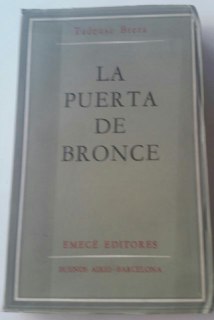 Tadeusz Breza
LA
PUERTA
DE
BRONCE
EMECÉ EDITORES
BUENOS AIRES-BARCELONA